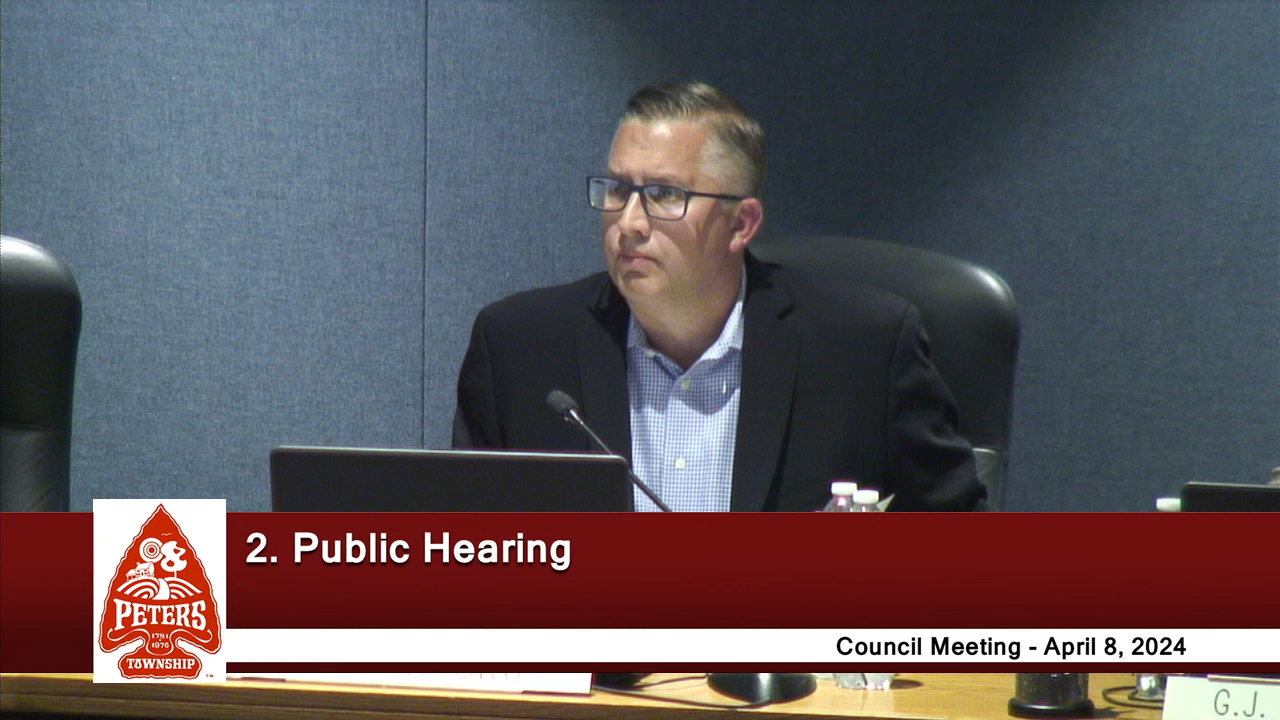 2. Public Hearing
PETERS
1781
1976
TOWNSHIP
Council Meeting - April 8, 2024
G.J.